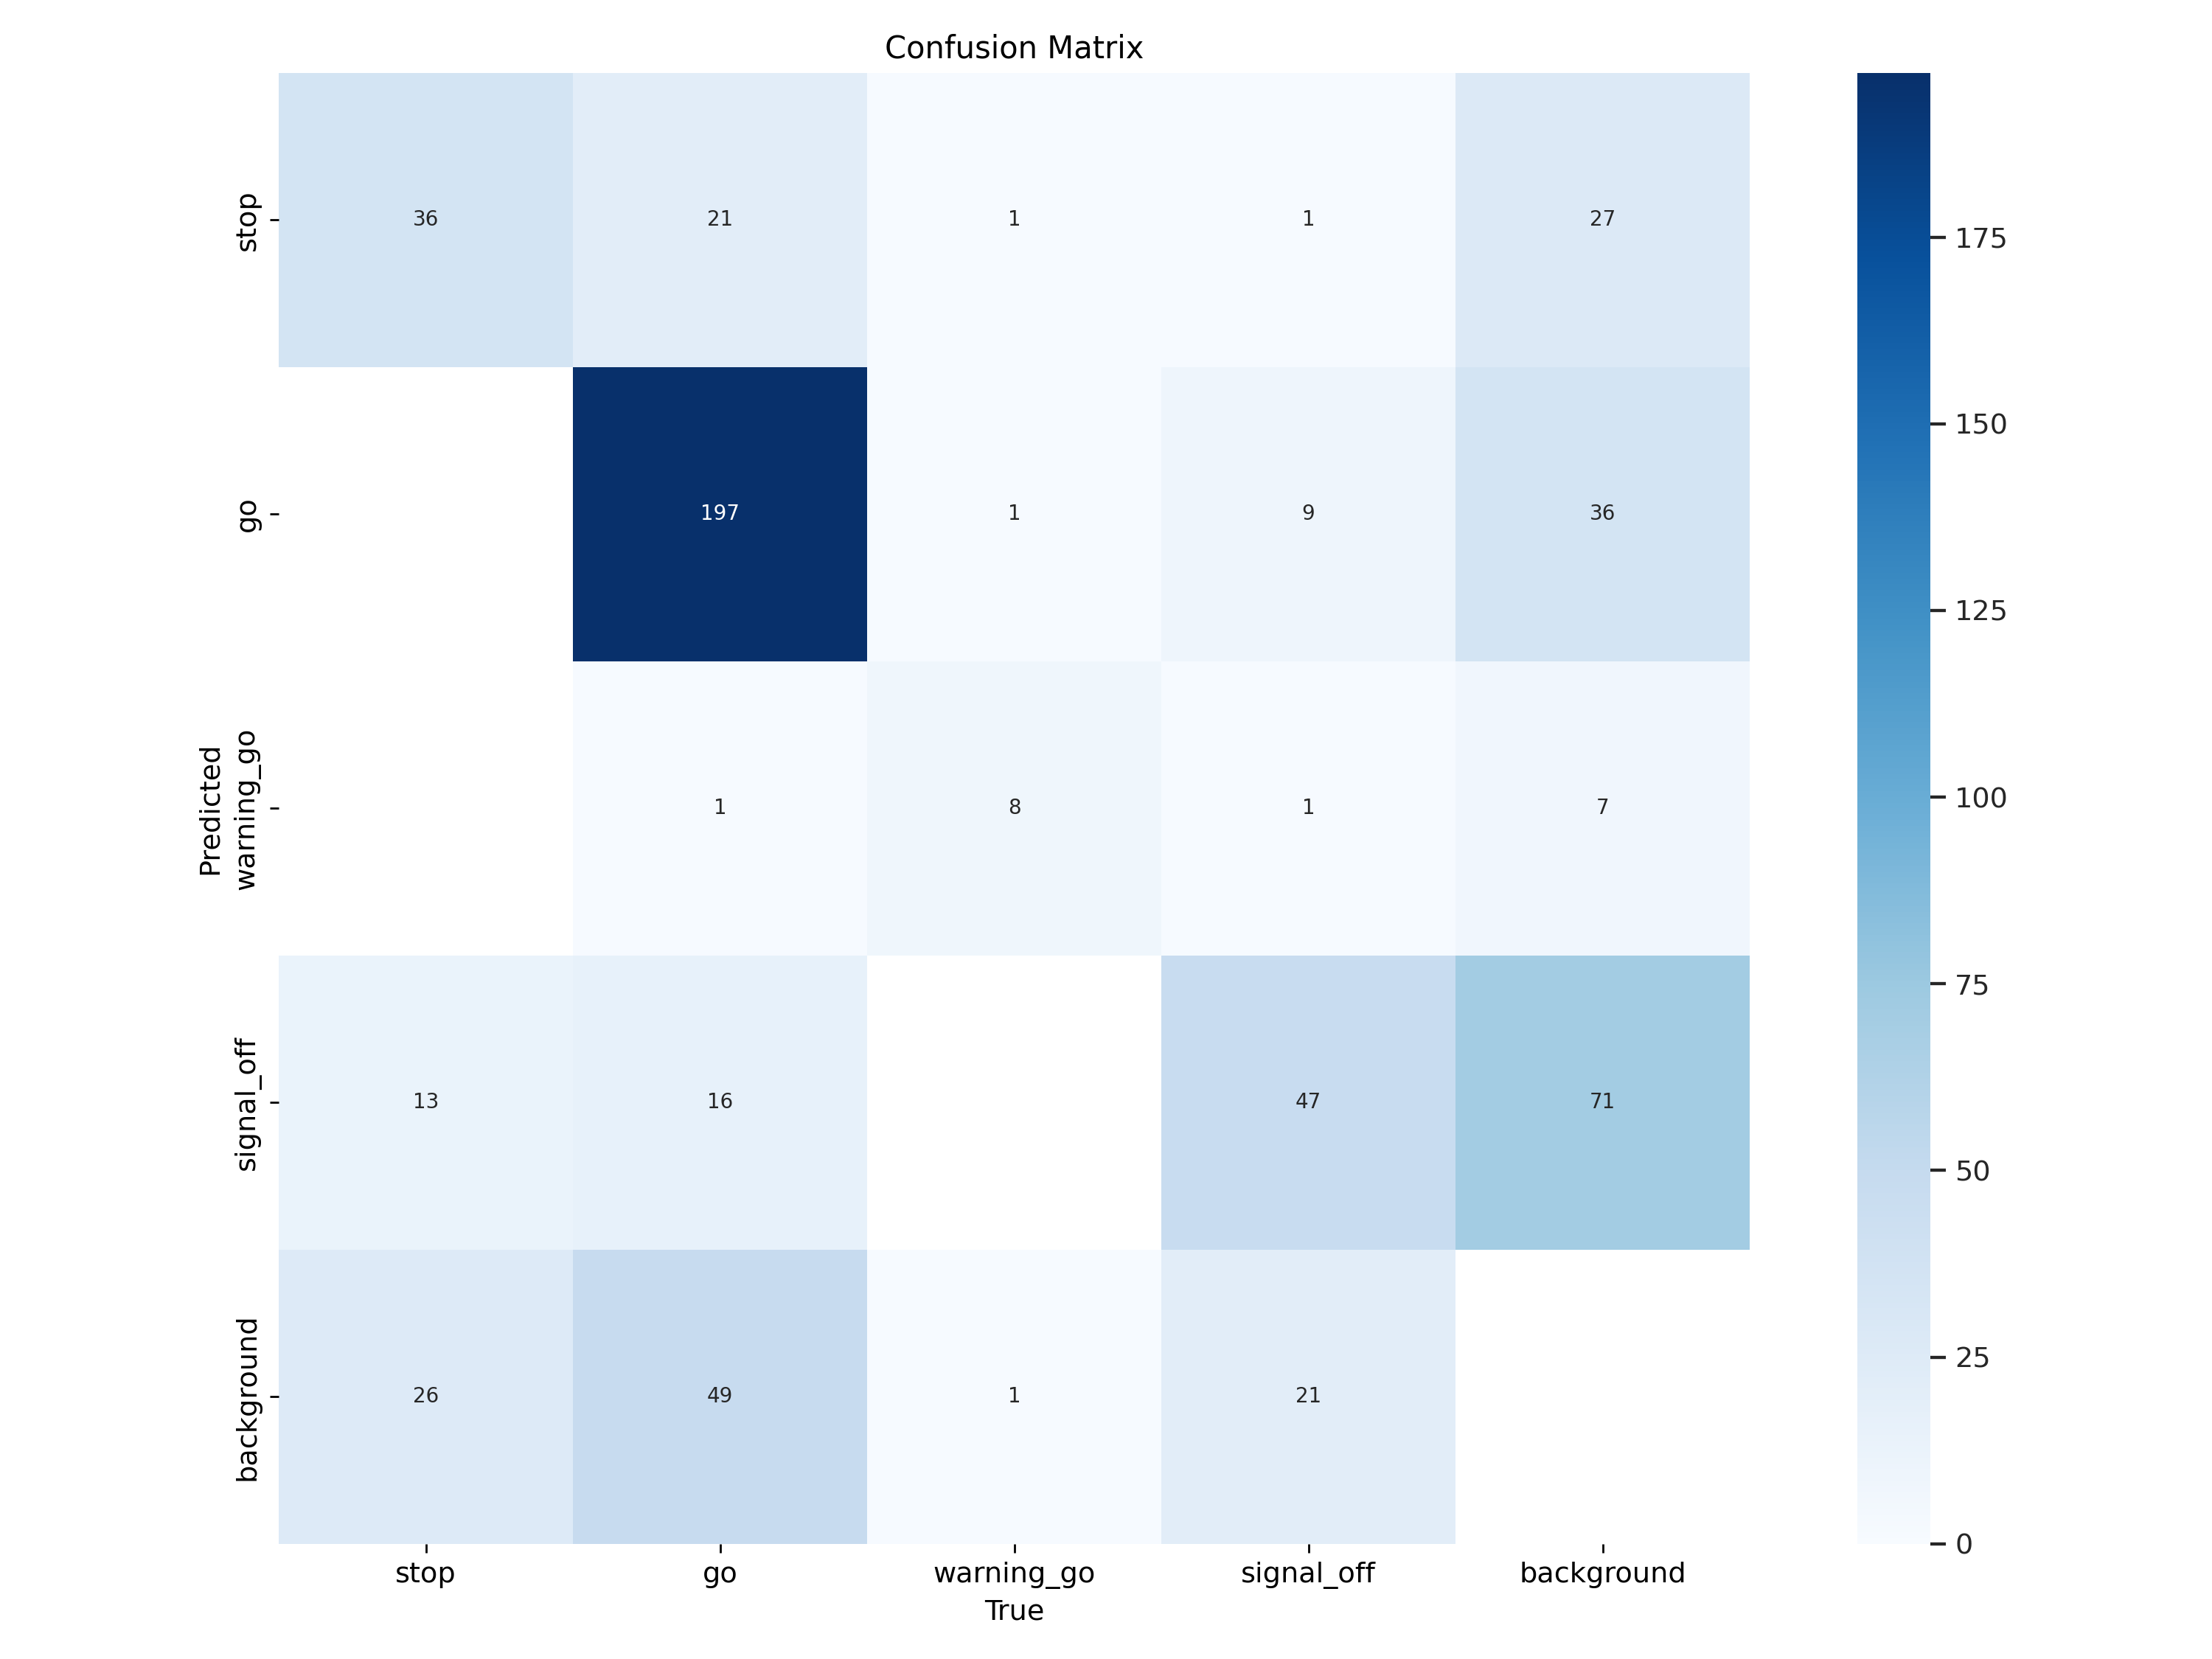 Confusion Matrix
stop
36 21 1 1 27
go
197 1 9 36
Predicted
warning_go
1 8 1 7
signal_off
13 16 47 71
background
26 49 1 21
stop go warning_go signal_off background
True
175
150
125
100
75
50
25
0